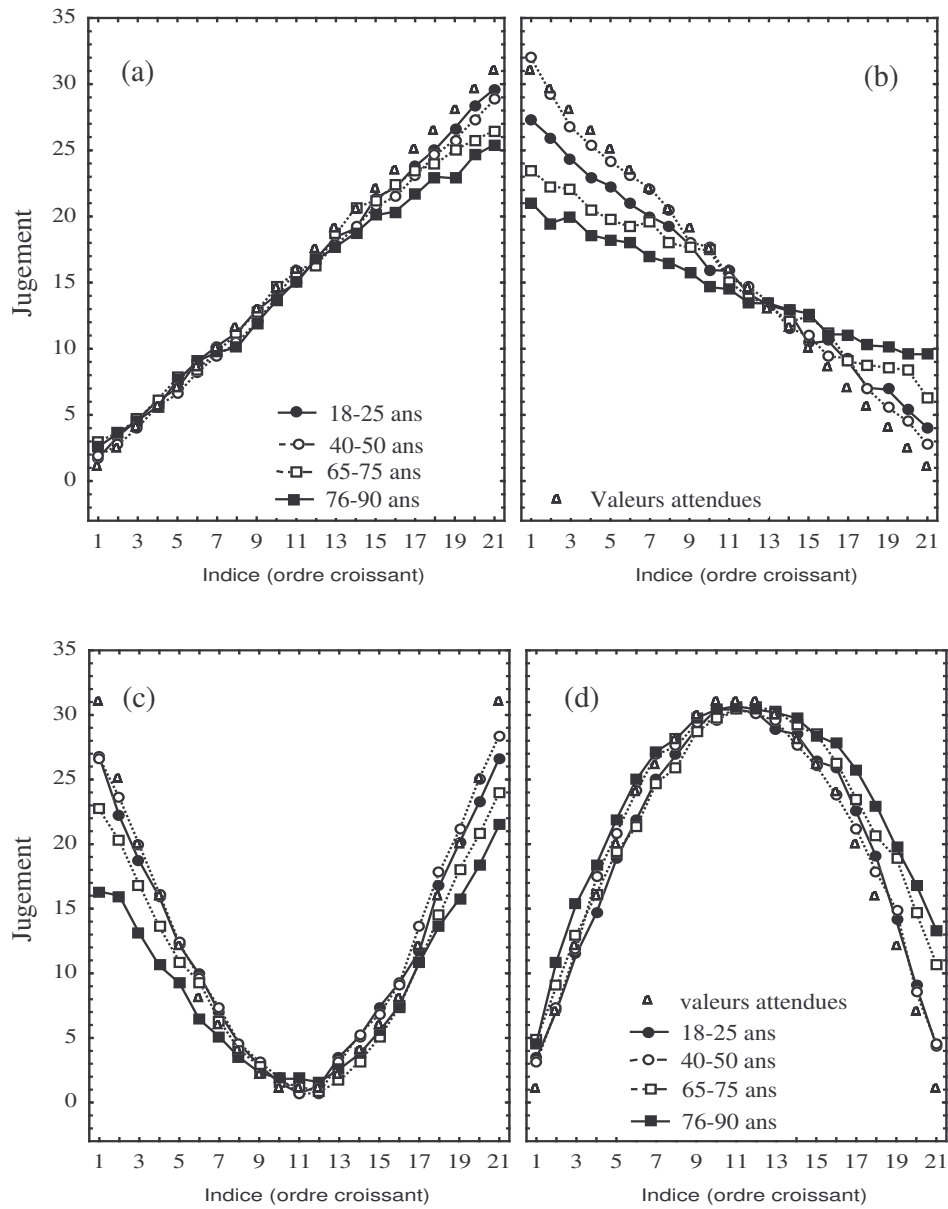 35
30
25
20
15
10
5
0
Jugement
(a)
18-25 ans
40-50 ans
65-75 ans
76-90 ans
1 3 5 7 9 11 13 15 17 19 21
Indice (ordre croissant)
(b)
Valeurs attendues
1 3 5 7 9 11 13 15 17 19 21
Indice (ordre croissant)
35
30
25
20
15
10
5
0
Jugement
(c)
1 3 5 7 9 11 13 15 17 19 21
Indice (ordre croissant)
(d)
valeurs attendues
18-25 ans
40-50 ans
65-75 ans
76-90 ans
1 3 5 7 9 11 13 15 17 19 21
Indice (ordre croissant)